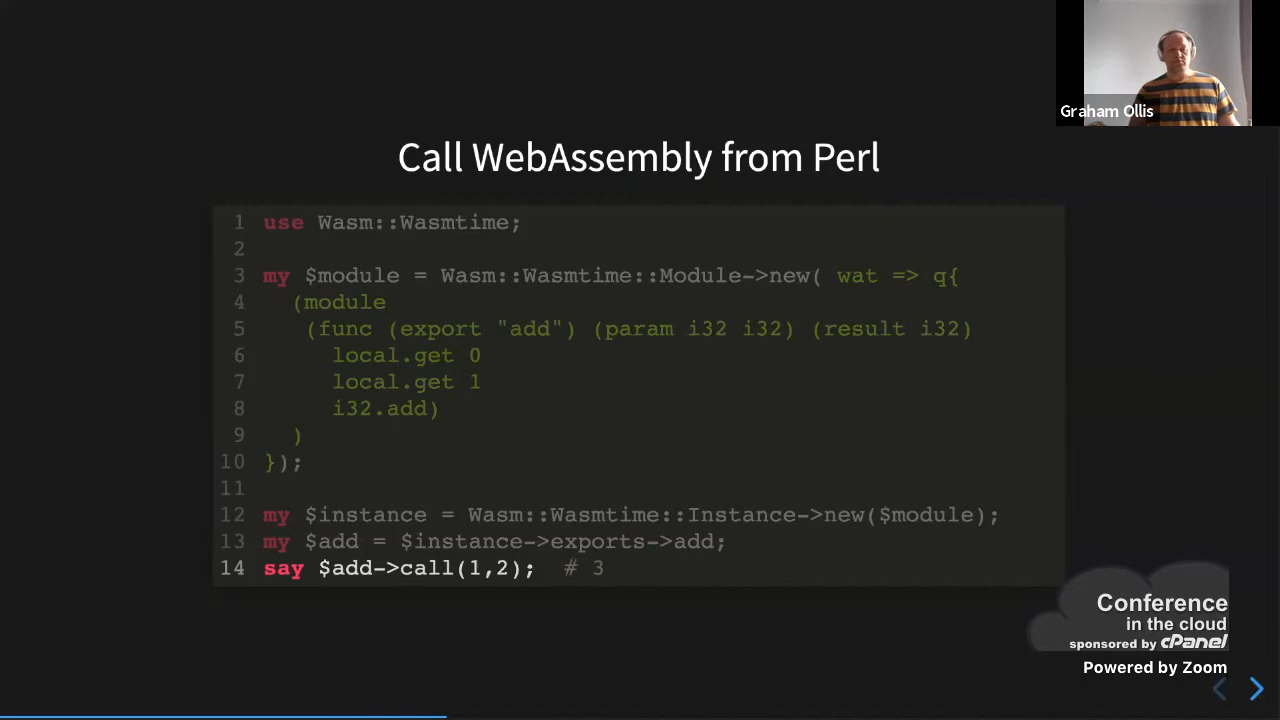 Graham Ollis
Call WebAssembly from Perl
1 use Wasm::Wasmtime;
2
3 my $module = Wasm::Wasmtime::Module->new( wat => q{
4   (module
5    (func (export "add") (param i32 i32) (result i32)
6      local.get 0
7      local.get 1
8      i32.add)
9   )
10 });
11
12 my $instance = Wasm::Wasmtime::Instance->new($module);
13 my $add = $instance->exports->add;
14 say $add->call(1,2);  # 3
Conference
in the cloud
sponsored by cPanel
Powered by Zoom